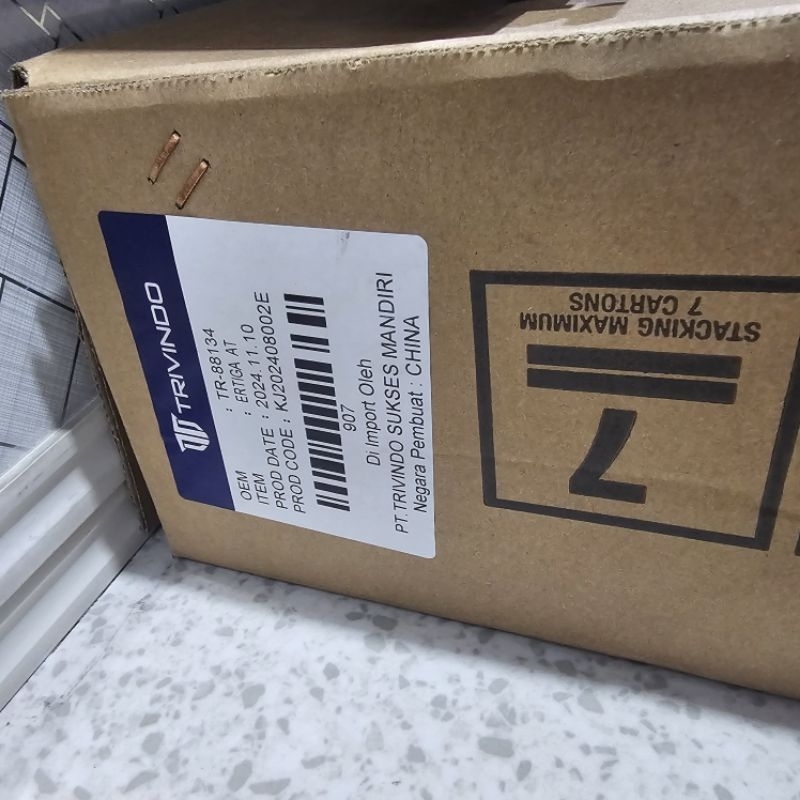 TRIVINDO
OEM : TR-88134
ITEM : ERTIGA AT
PROD DATE : 2024.11.10
PROD CODE : KJ202408002E
907
Di Import Oleh
PT.TRIVINDO SUKSES MANDIRI
Negara Pembuat : CHINA
7
STACKING MAXIMUM
7 CARTONS